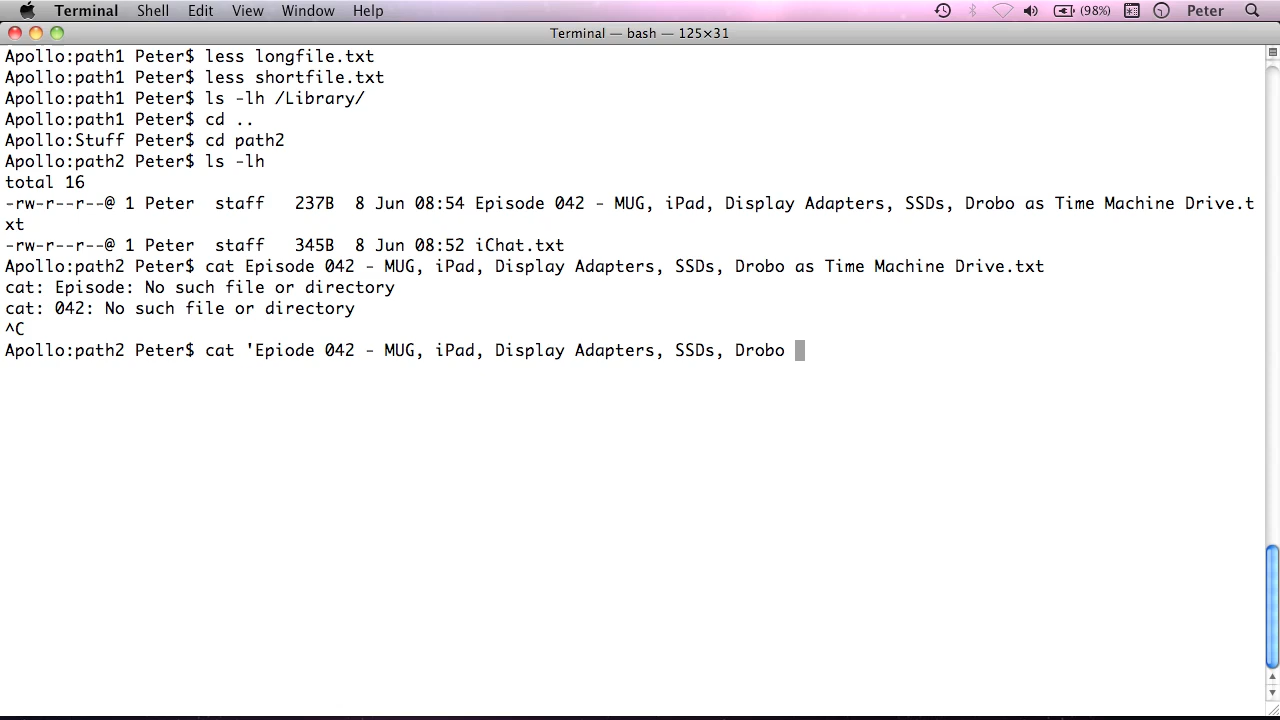 Terminal Shell Edit View Window Help (98%) Peter
Terminal — bash — 125×31
Apollo:path1 Peter$ less longfile.txt
Apollo:path1 Peter$ less shortfile.txt
Apollo:path1 Peter$ ls -lh /Library/
Apollo:path1 Peter$ cd ..
Apollo:Stuff Peter$ cd path2
Apollo:path2 Peter$ ls -lh
total 16
-rw-r--r--@ 1 Peter  staff   237B  8 Jun 08:54 Episode 042 - MUG, iPad, Display Adapters, SSDs, Drobo as Time Machine Drive.t
xt
-rw-r--r--@ 1 Peter  staff   345B  8 Jun 08:52 iChat.txt
Apollo:path2 Peter$ cat Episode 042 - MUG, iPad, Display Adapters, SSDs, Drobo as Time Machine Drive.txt
cat: Episode: No such file or directory
cat: 042: No such file or directory
^C
Apollo:path2 Peter$ cat 'Epiode 042 - MUG, iPad, Display Adapters, SSDs, Drobo